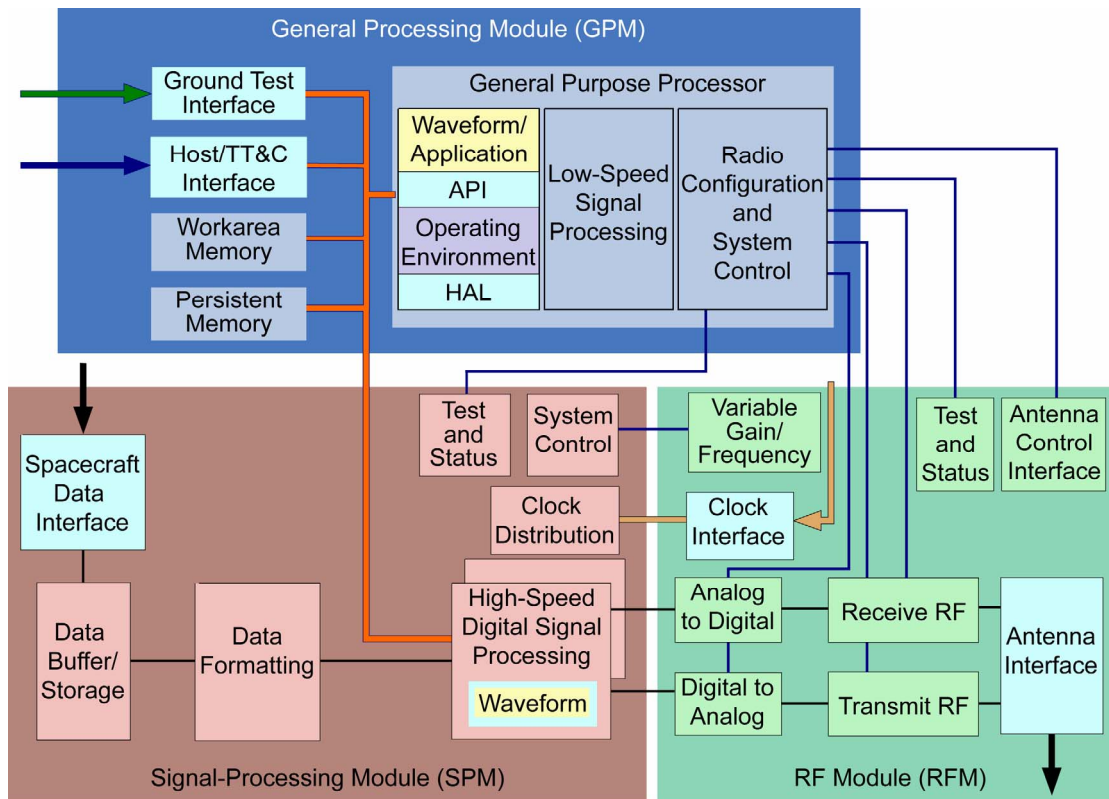 General Processing Module (GPM)
Ground Test
Interface
Host/TT&C
Interface
Workarea
Memory
Persistent
Memory
General Purpose Processor
Waveform/
Application
API
Operating
Environment
HAL
Low-Speed
Signal
Processing
Radio
Configuration
and
System
Control
Spacecraft
Data
Interface
Test
and
Status
System
Control
Clock
Distribution
Data
Buffer/
Storage
Data
Formatting
High-Speed
Digital Signal
Processing
Waveform
Signal-Processing Module (SPM)
Variable
Gain/
Frequency
Test
and
Status
Antenna
Control
Interface
Clock
Interface
Analog
to Digital
Receive RF
Digital to
Analog
Transmit RF
Antenna
Interface
RF Module (RFM)